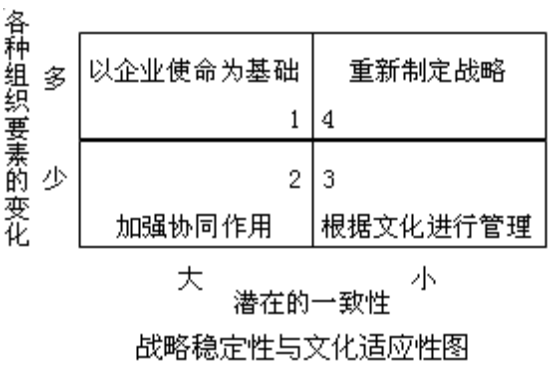 各种组织要素的变化
多
以企业使命为基础
重新制定战略
1
4
少
2
3
加强协同作用
根据文化进行管理
大
小
潜在的一致性
战略稳定性与文化适应性图